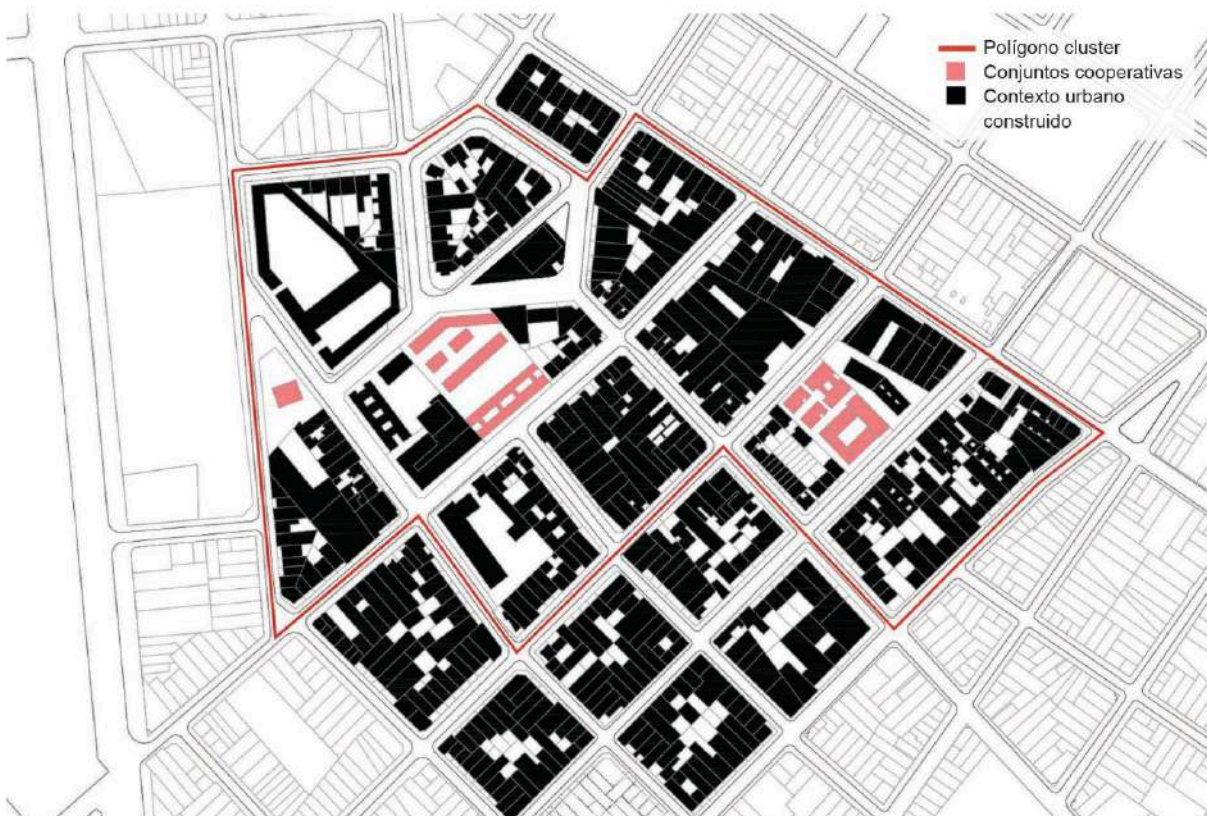 Polígono cluster
Conjuntos cooperativas
Contexto urbano
construido